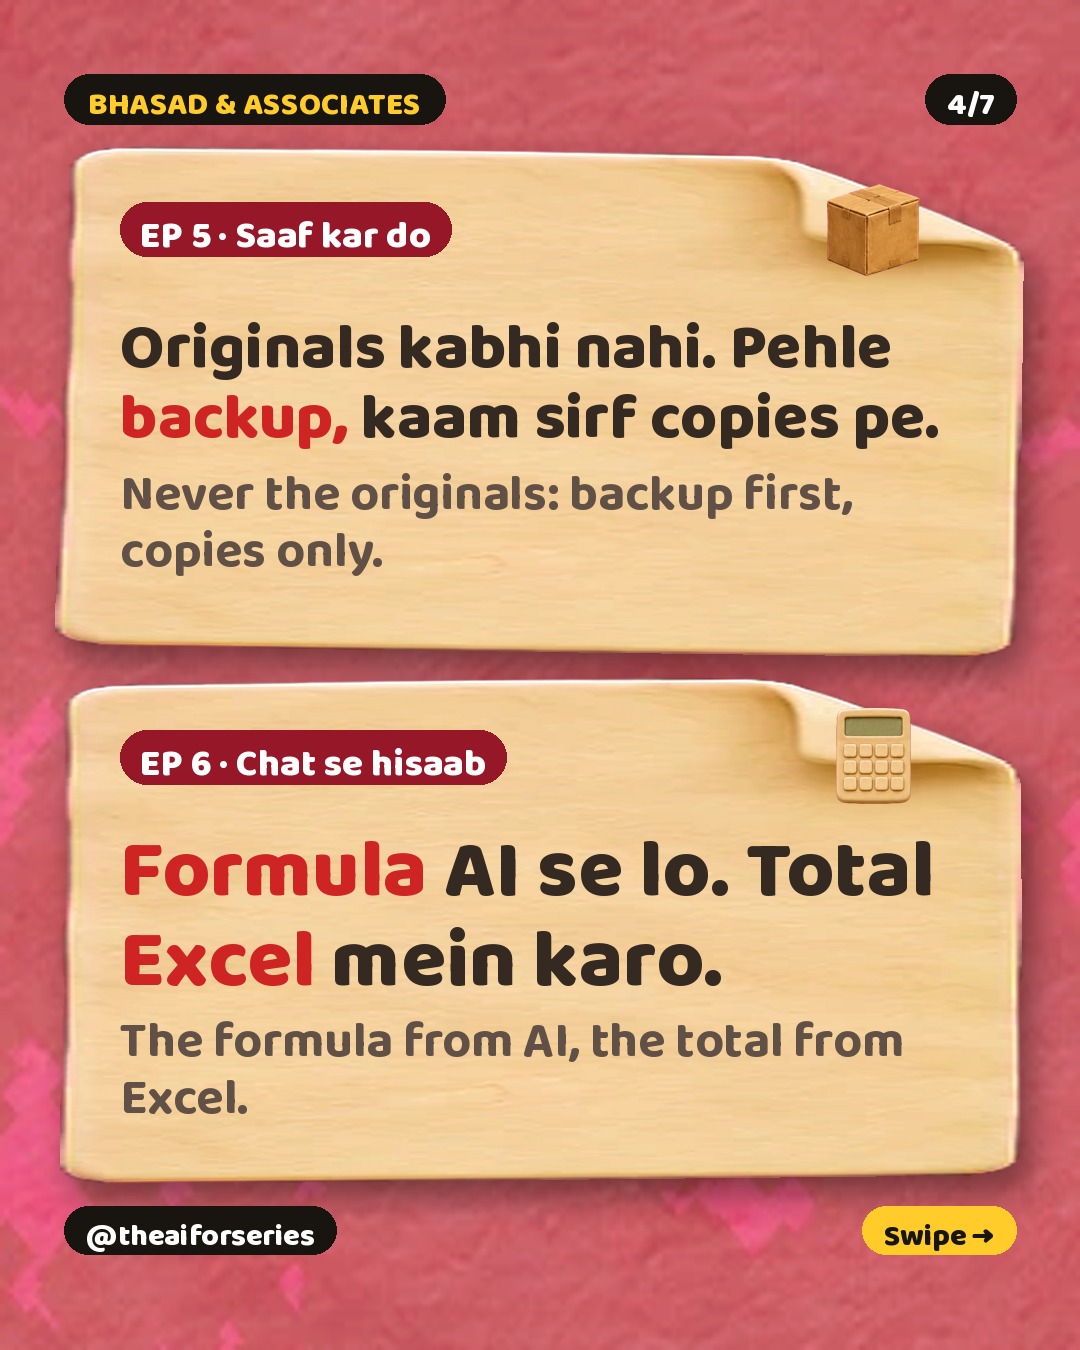 BHASAD & ASSOCIATES
4/7
EP 5 · Saaf kar do
Originals kabhi nahi. Pehle
backup, kaam sirf copies pe.
Never the originals: backup first,
copies only.
EP 6 · Chat se hisaab
Formula AI se lo. Total
Excel mein karo.
The formula from AI, the total from
Excel.
@theaiforseries
Swipe →